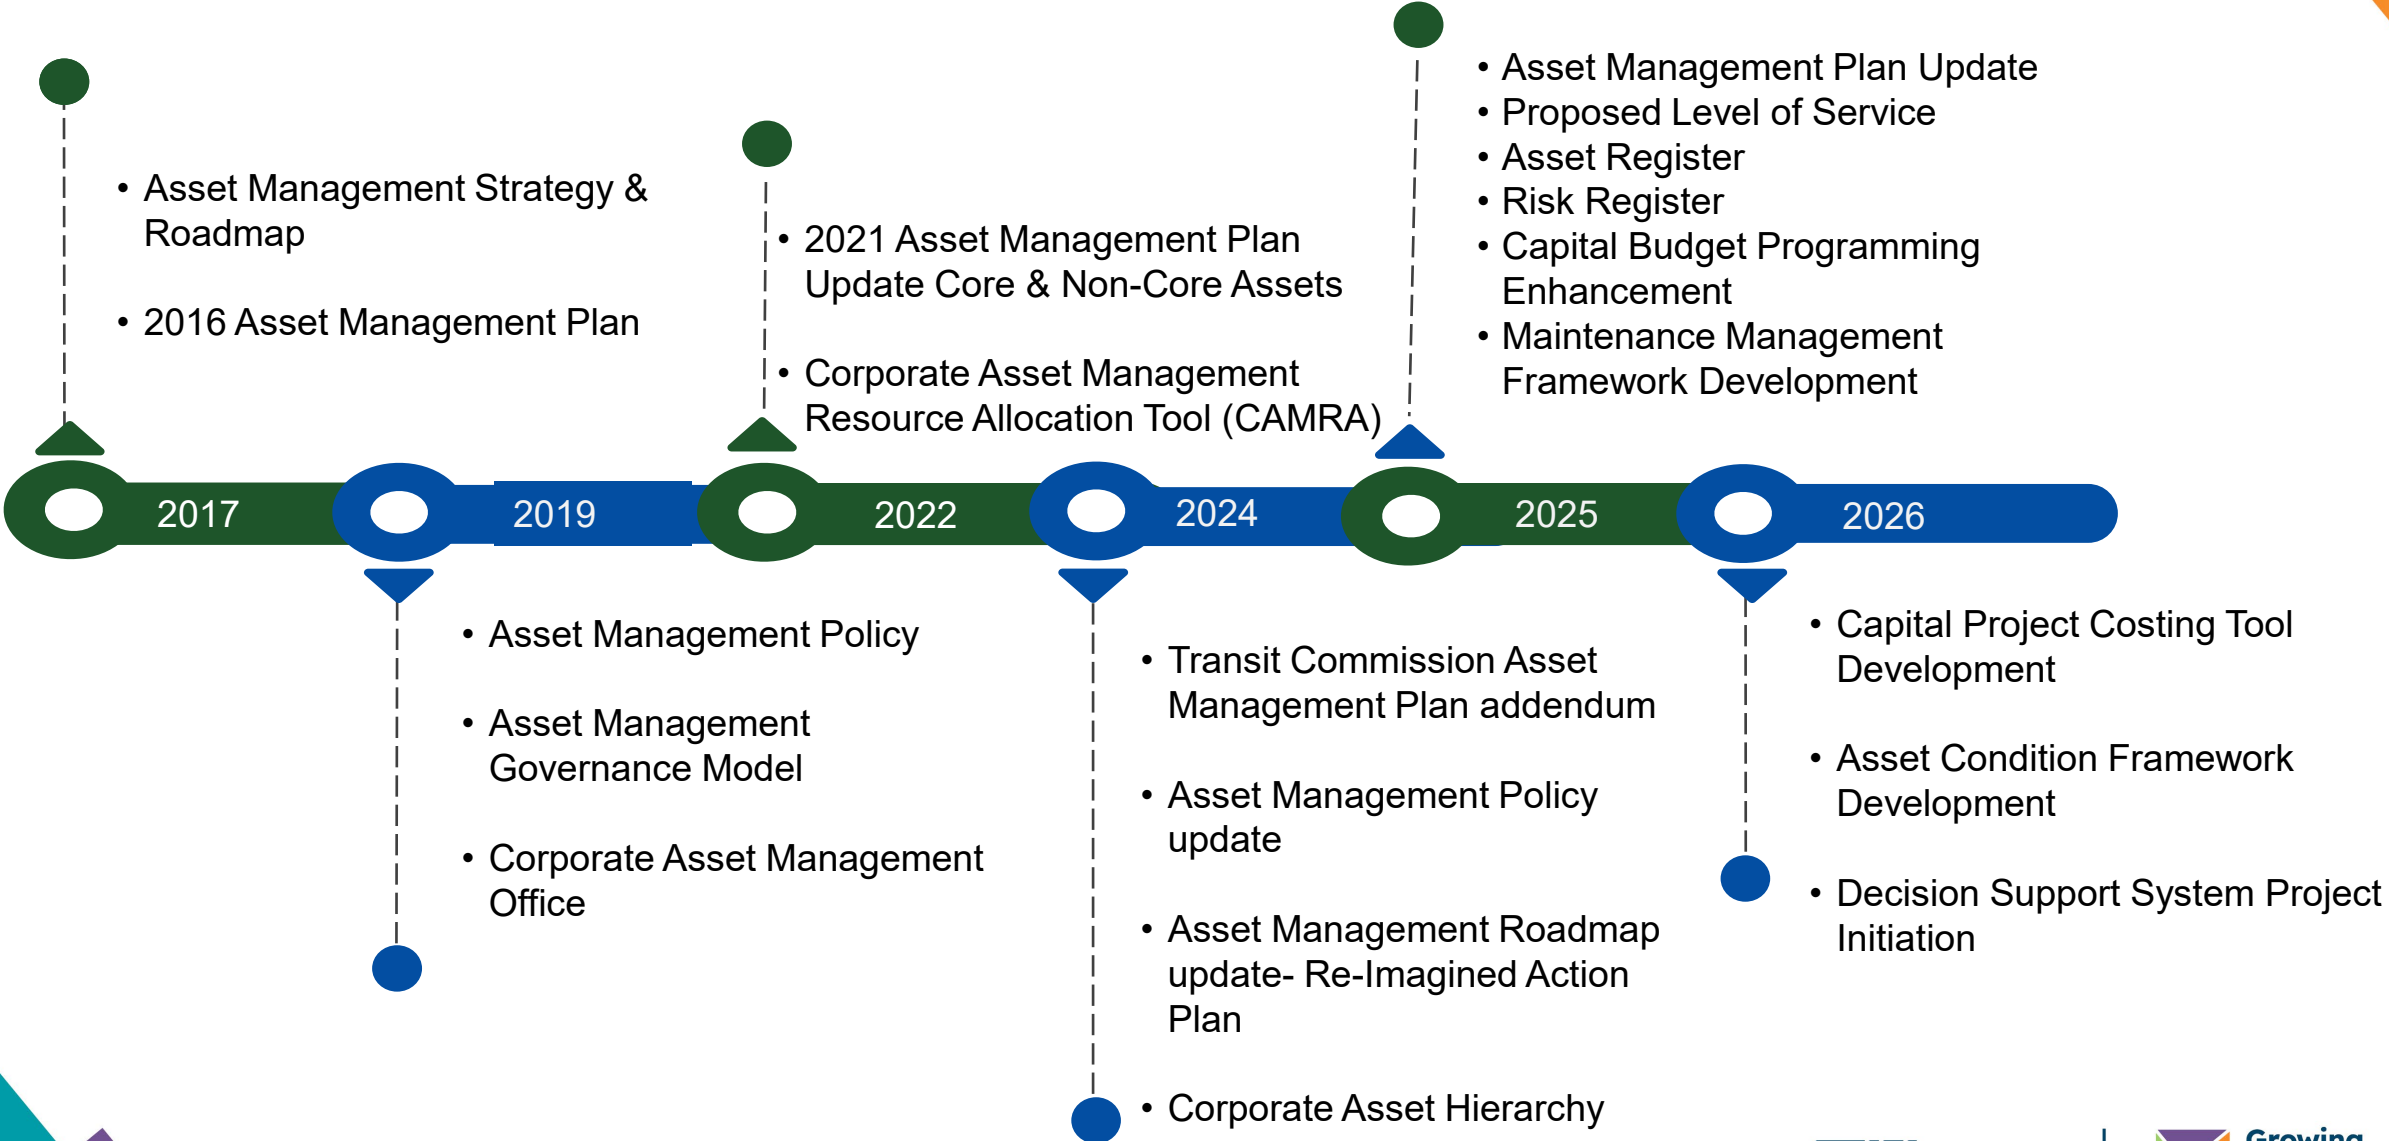 • Asset Management Strategy &
Roadmap
• 2016 Asset Management Plan
• 2021 Asset Management Plan
Update Core & Non-Core Assets
• Corporate Asset Management
Resource Allocation Tool (CAMRA)
• Asset Management Plan Update
• Proposed Level of Service
• Asset Register
• Risk Register
• Capital Budget Programming
Enhancement
• Maintenance Management
Framework Development
2017
2019
2022
2024
2025
2026
• Asset Management Policy
• Asset Management
Governance Model
• Corporate Asset Management
Office
• Transit Commission Asset
Management Plan addendum
• Asset Management Policy
update
• Asset Management Roadmap
update- Re-Imagined Action
Plan
• Corporate Asset Hierarchy
• Capital Project Costing Tool
Development
• Asset Condition Framework
Development
• Decision Support System Project
Initiation
Growing